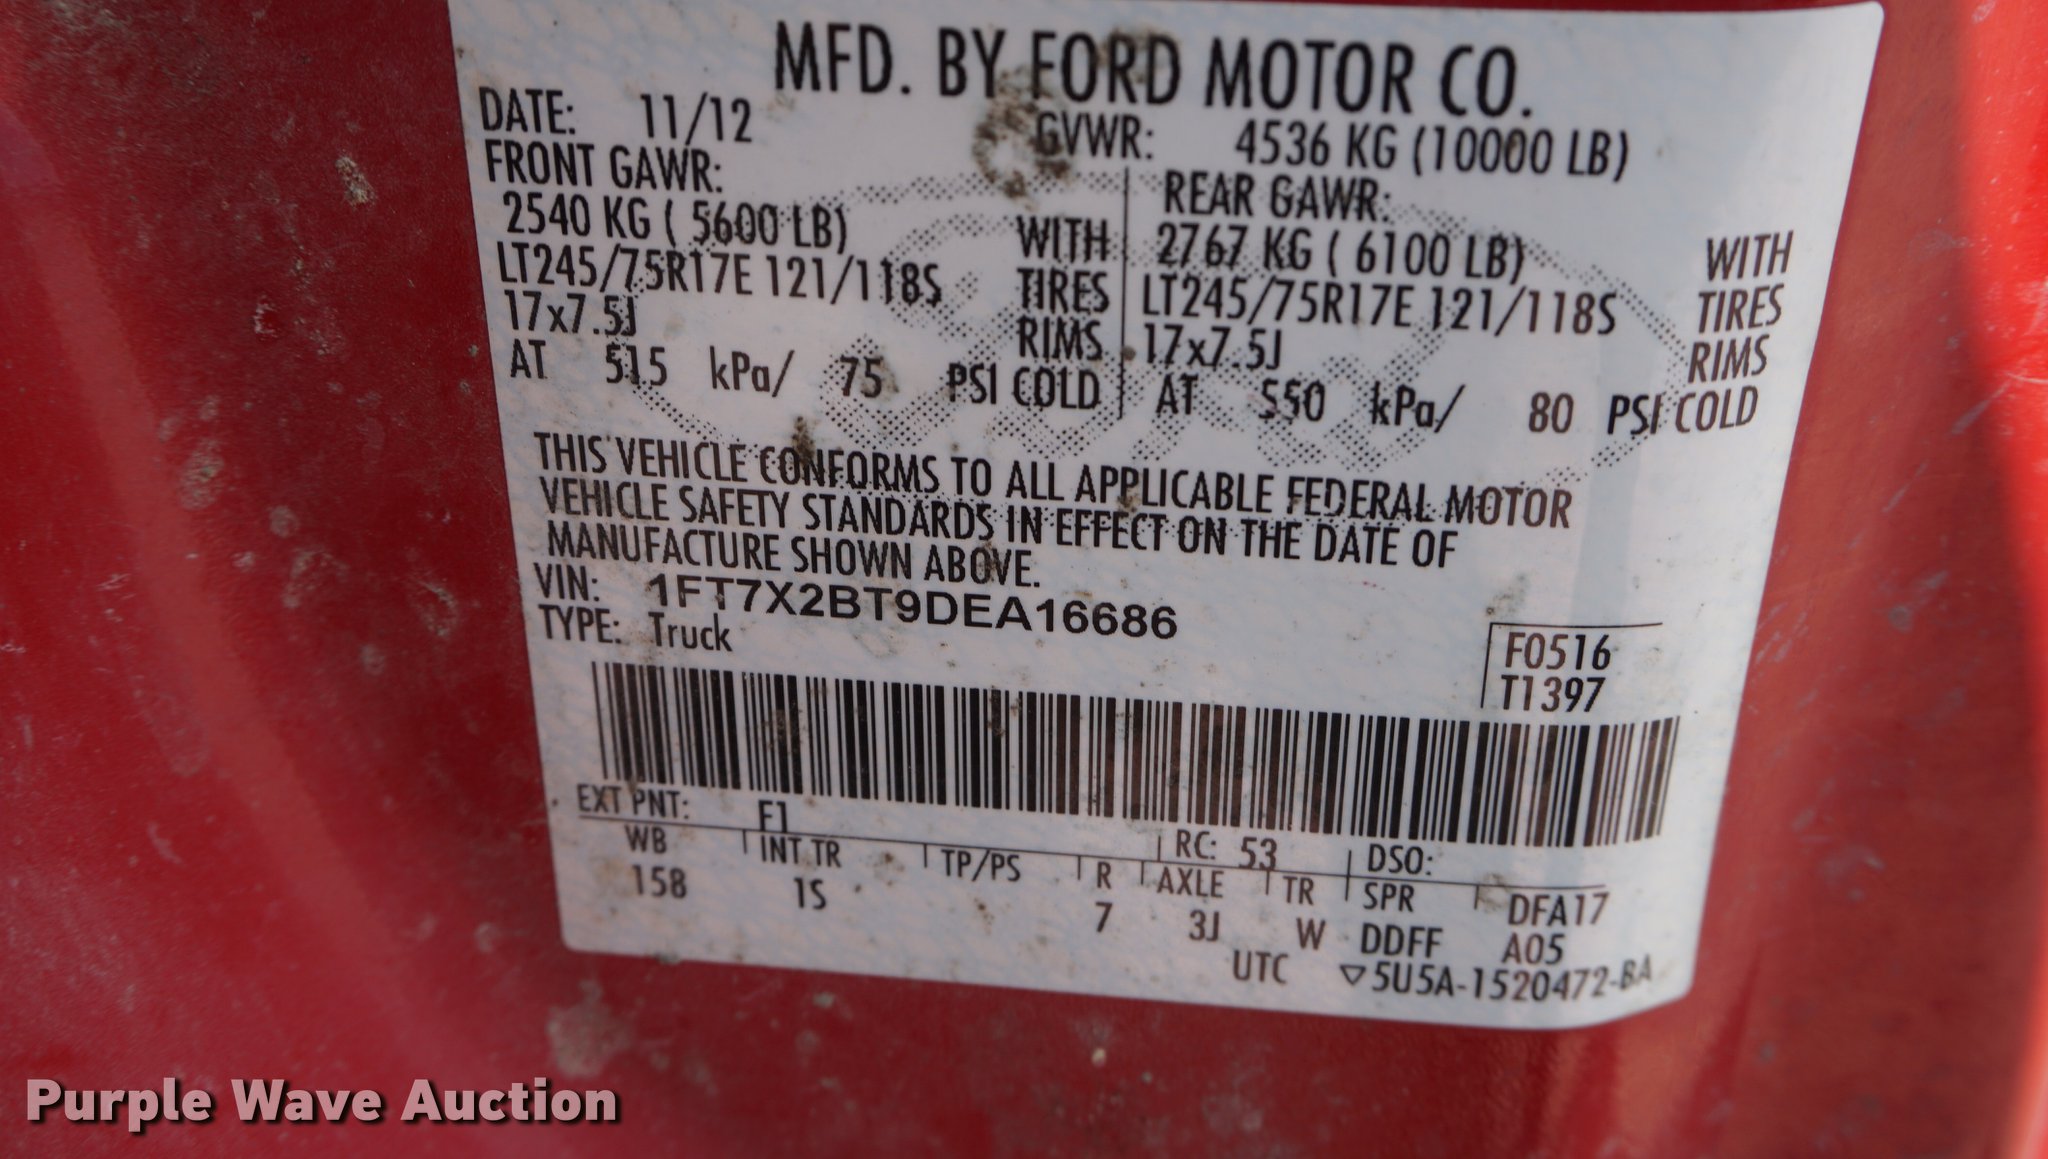 MFD. BY FORD MOTOR CO.
DATE: 11/12 GVWR: 4536 KG (10000 LB)
FRONT GAWR: REAR GAWR:
2540 KG ( 5600 LB) WITH 2767 KG ( 6100 LB) WITH
LT245/75R17E 121/118S TIRES LT245/75R17E 121/118S TIRES
17x7.5J RIMS 17x7.5J RIMS
AT 515 kPa/ 75 PSI COLD AT 550 kPa/ 80 PSI COLD
THIS VEHICLE CONFORMS TO ALL APPLICABLE FEDERAL MOTOR
VEHICLE SAFETY STANDARDS IN EFFECT ON THE DATE OF
MANUFACTURE SHOWN ABOVE.
VIN: 1FT7X2BT9DEA16686
TYPE: Truck
F0516
T1397
EXT PNT: F1 RC: 53 DSO:
WB INT TR TP/PS R AXLE TR SPR DFA17
158 1S 7 3J W DDFF A05
UTC ▽5U5A-1520472-BA
Purple Wave Auction